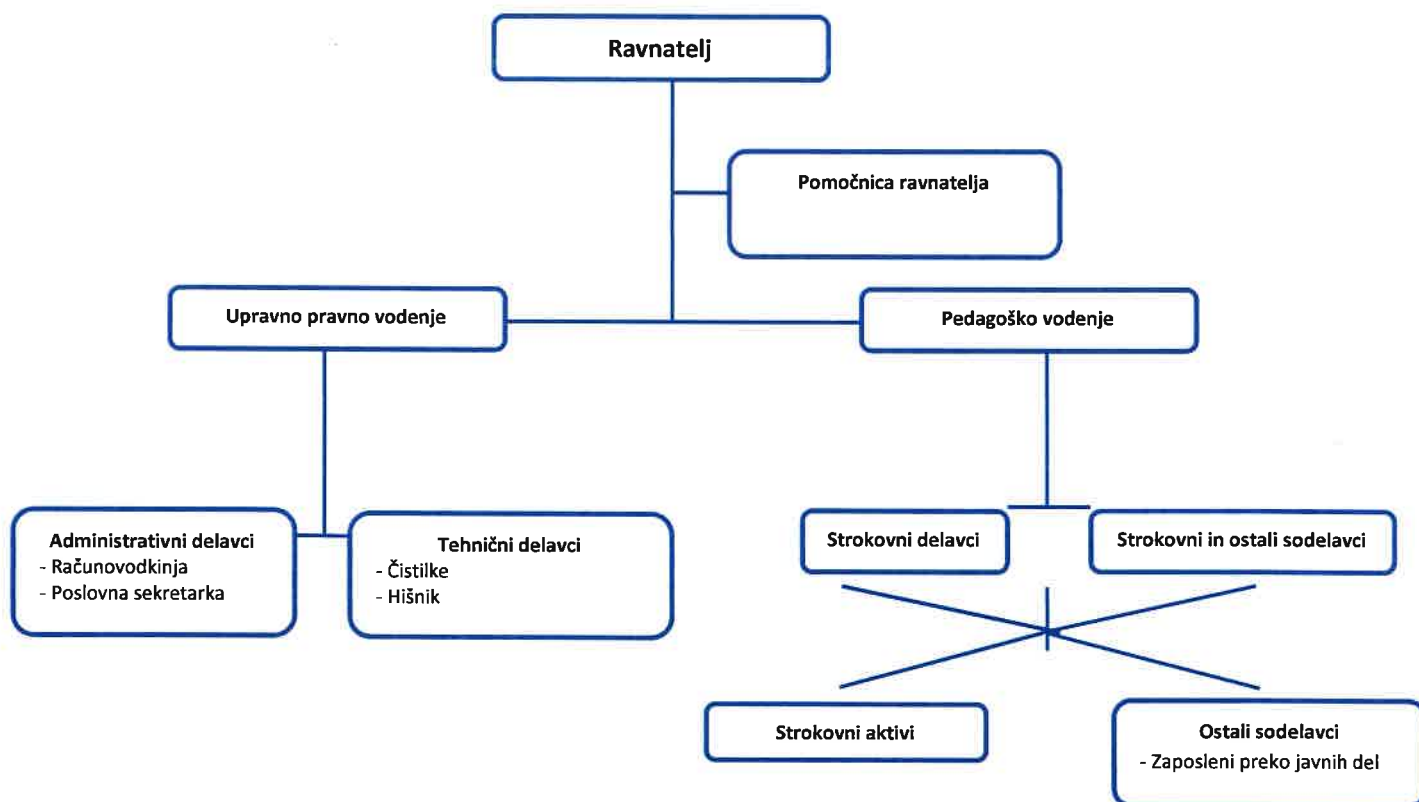 Ravnatelj
Pomočnica ravnatelja
Upravno pravno vodenje
Pedagoško vodenje
Administrativni delavci
- Računovodkinja
- Poslovna sekretarka
Tehnični delavci
- Čistilke
- Hišnik
Strokovni delavci
Strokovni in ostali sodelavci
Strokovni aktivi
Ostali sodelavci
- Zaposleni preko javnih del